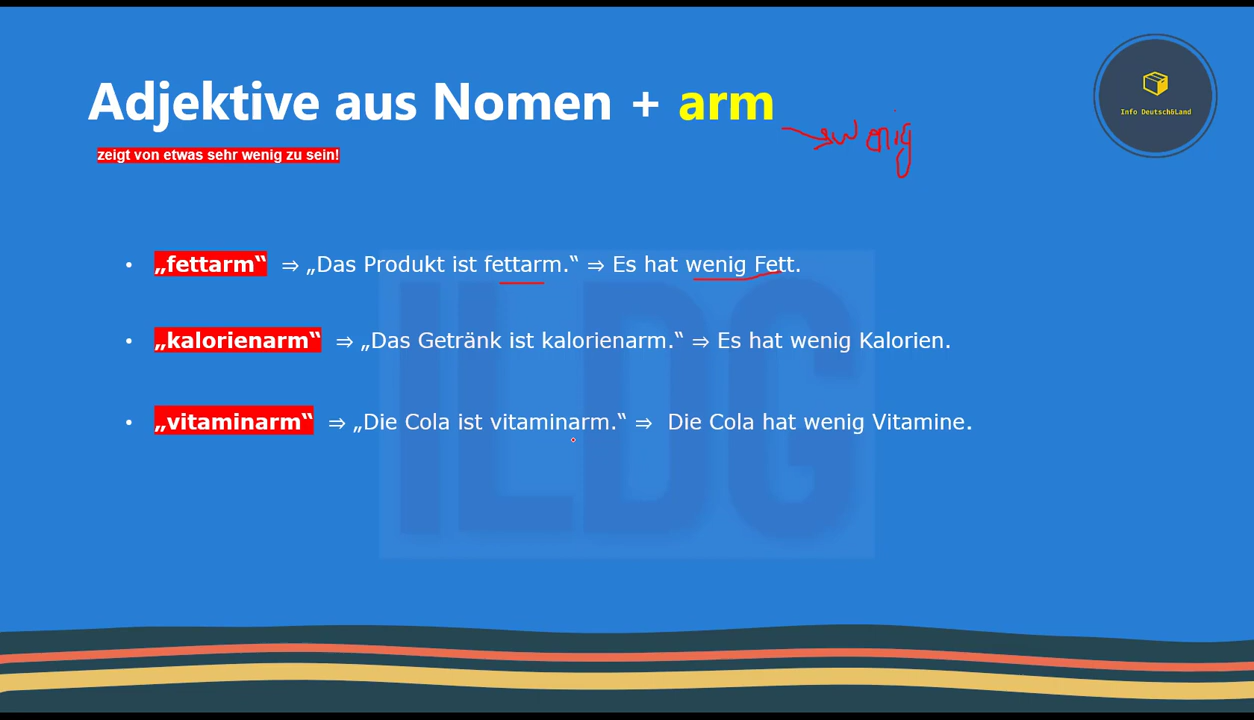 Adjektive aus Nomen + arm
wenig
Info Deutsch&Land
zeigt von etwas sehr wenig zu sein!
• „fettarm‟ ⇒ „Das Produkt ist fettarm.‟ ⇒ Es hat wenig Fett.
• „kalorienarm‟ ⇒ „Das Getränk ist kalorienarm.‟ ⇒ Es hat wenig Kalorien.
• „vitaminarm‟ ⇒ „Die Cola ist vitaminarm.‟ ⇒ Die Cola hat wenig Vitamine.
ILDG